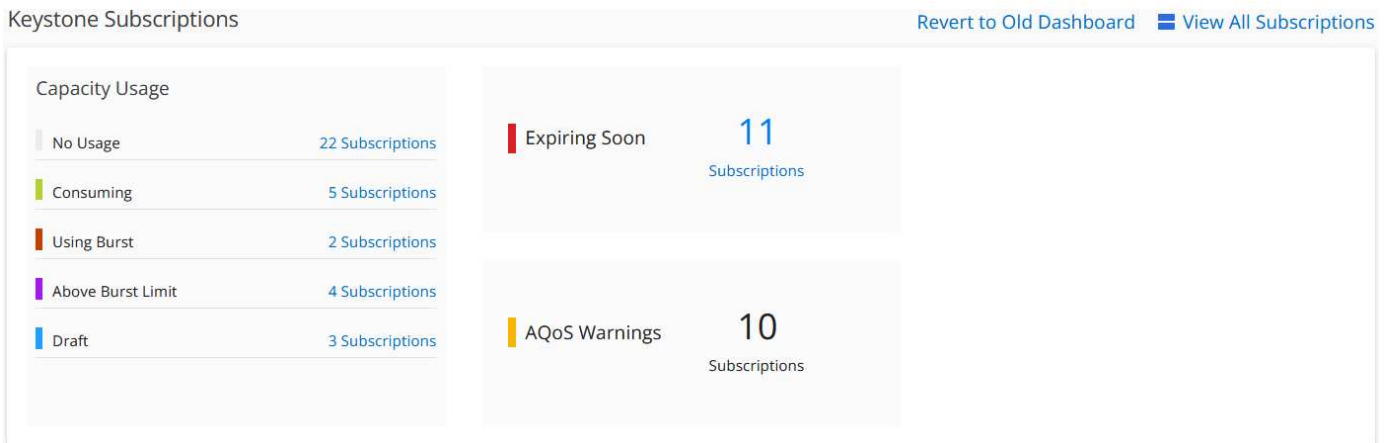 Keystone Subscriptions
Revert to Old Dashboard
View All Subscriptions
Capacity Usage
No Usage 22 Subscriptions
Consuming 5 Subscriptions
Using Burst 2 Subscriptions
Above Burst Limit 4 Subscriptions
Draft 3 Subscriptions
Expiring Soon 11
Subscriptions
AQoS Warnings 10
Subscriptions